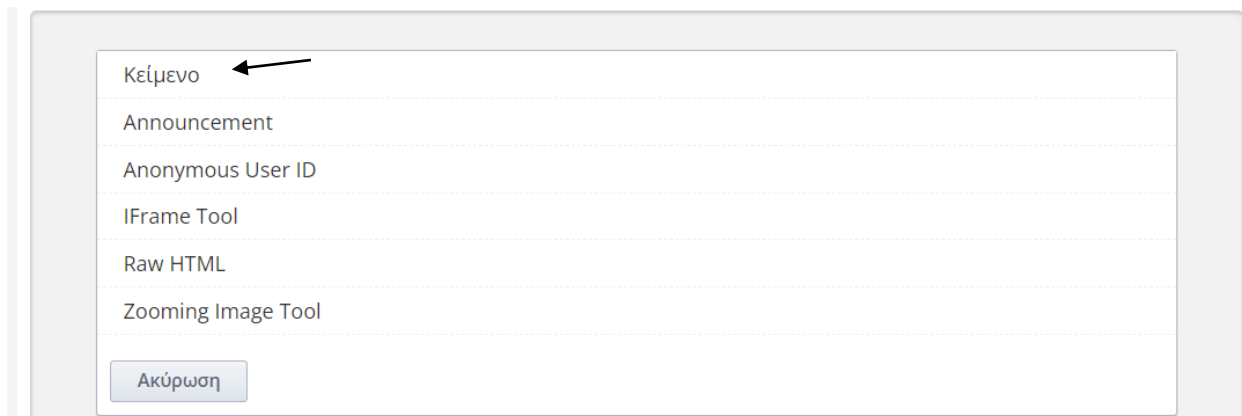 Κείμενο
Announcement
Anonymous User ID
IFrame Tool
Raw HTML
Zooming Image Tool
Ακύρωση